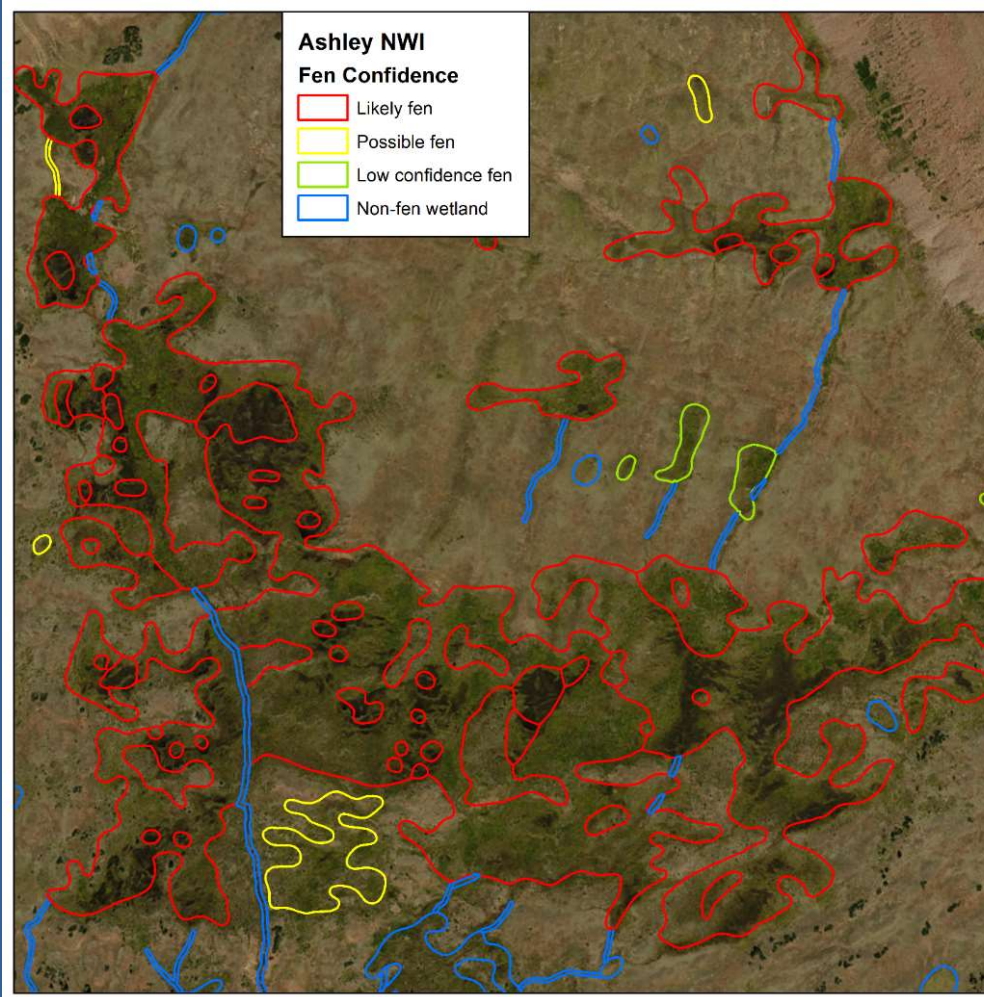 Ashley NWI
Fen Confidence
Likely fen
Possible fen
Low confidence fen
Non-fen wetland